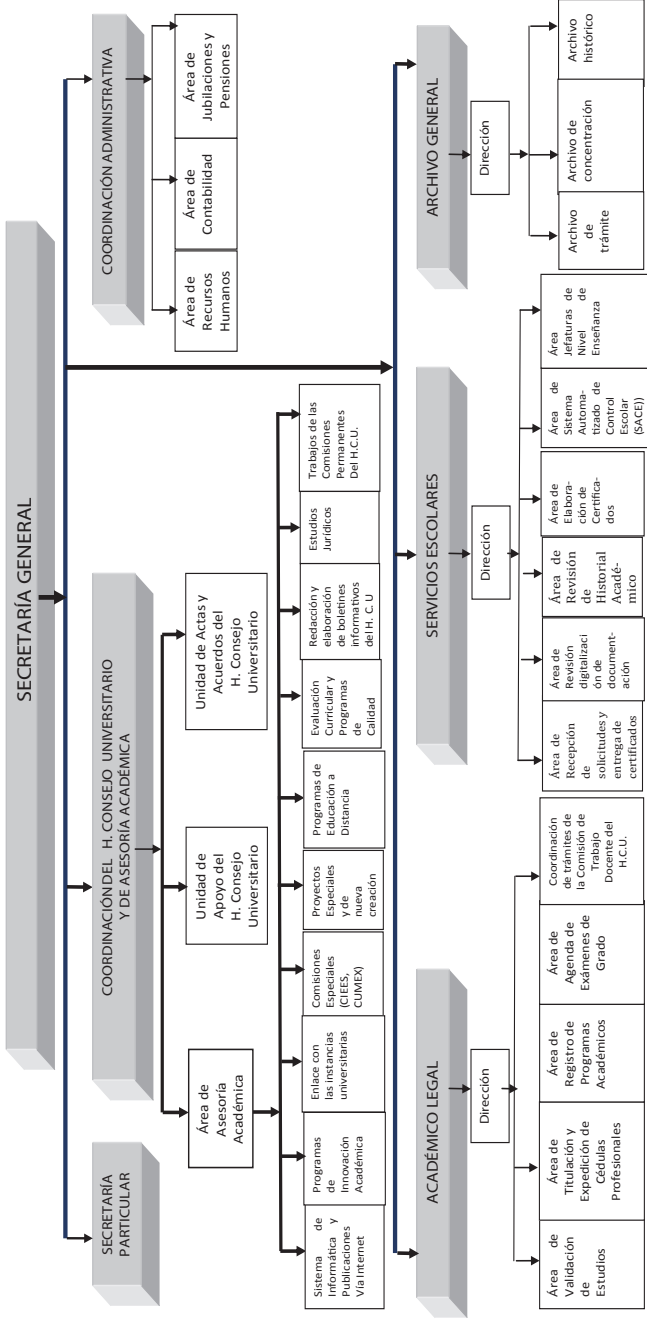 SECRETARÍA GENERAL
SECRETARÍA
PARTICULAR
COORDINACIÓN DEL  H. CONSEJO  UNIVERSITARIO
Y DE ASESORÍA ACADÉMICA
COORDINACIÓN ADMINISTRATIVA
Área de
Asesoría
Académica
Unidad de
Apoyo del
H. Consejo
Universitario
Unidad de Actas y
Acuerdos del
H. Consejo
Universitario
Área de
Recursos
Humanos
Área de
Contabilidad
Área de
Jubilaciones y
Pensiones
Sistema de
Informática y
Publicaciones
Vía Internet
Programas
de
Innovación
Académica
Enlace con
las instancias
universitarias
Comisiones
Especiales
(CIEES,
CUMEX)
Proyectos
Especiales
y de
nueva
creación
Programas de
Educación a
Distancia
Evaluación
Curricular y
Programas
de
Calidad
Redacción y
elaboración
de boletines
informativos
del H. C. U
Estudios
Jurídicos
Trabajos de las
Comisiones
Permanentes
Del H.C.U.
ACADÉMICO LEGAL
Dirección
Área de
Validación
de
Estudios
Área de
Titulación y
Expedición de
Cédulas
Profesionales
Área de
Registro de
Programas
Académicos
Área de
Agenda de
Exámenes de
Grado
Coordinación
de trámites de
la Comisión de
Trabajo
Docente del
H.C.U.
SERVICIOS ESCOLARES
Dirección
Área de
Recepción
de
solicitudes y
entrega de
certificados
Área de
Revisión
digitalizaci
ón de
document-
ación
Área de
Revisión
de
Historial
Acadé-
mico
Área de
Elabora-
ción de
Certifica-
dos
Área de
Sistema
Automa-
tizado de
Control
Escolar
(SACE))
Área
Jefaturas de
Nivel de
Enseñanza
ARCHIVO GENERAL
Dirección
Archivo
de
trámite
Archivo de
concentración
Archivo
histórico